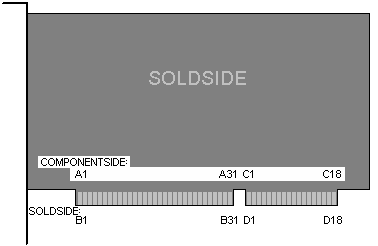 SOLDSIDE
COMPONENTSIDE:
A1 A31 C1 C18
SOLDSIDE:
B1 B31 D1 D18